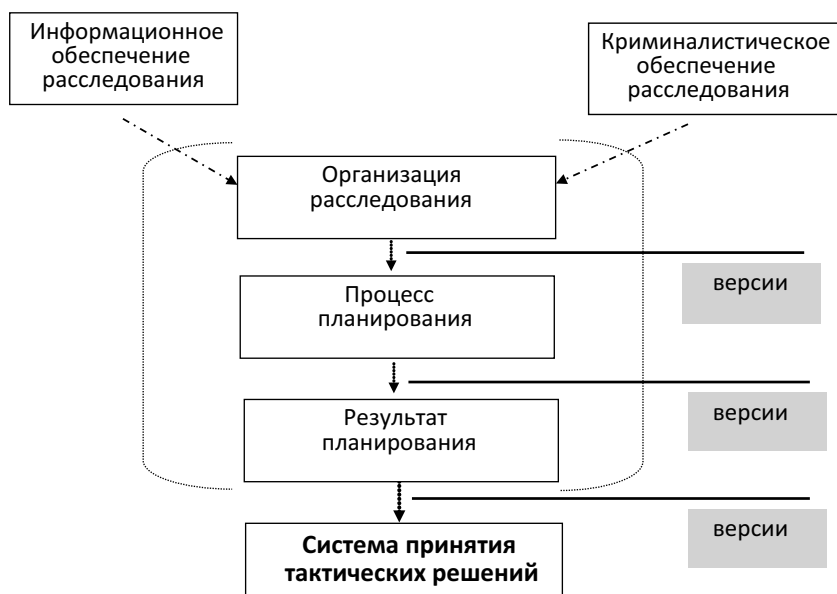 Информационное
обеспечение
расследования
Криминалистическое
обеспечение
расследования
Организация
расследования
версии
Процесс
планирования
версии
Результат
планирования
версии
Система принятия
тактических решений